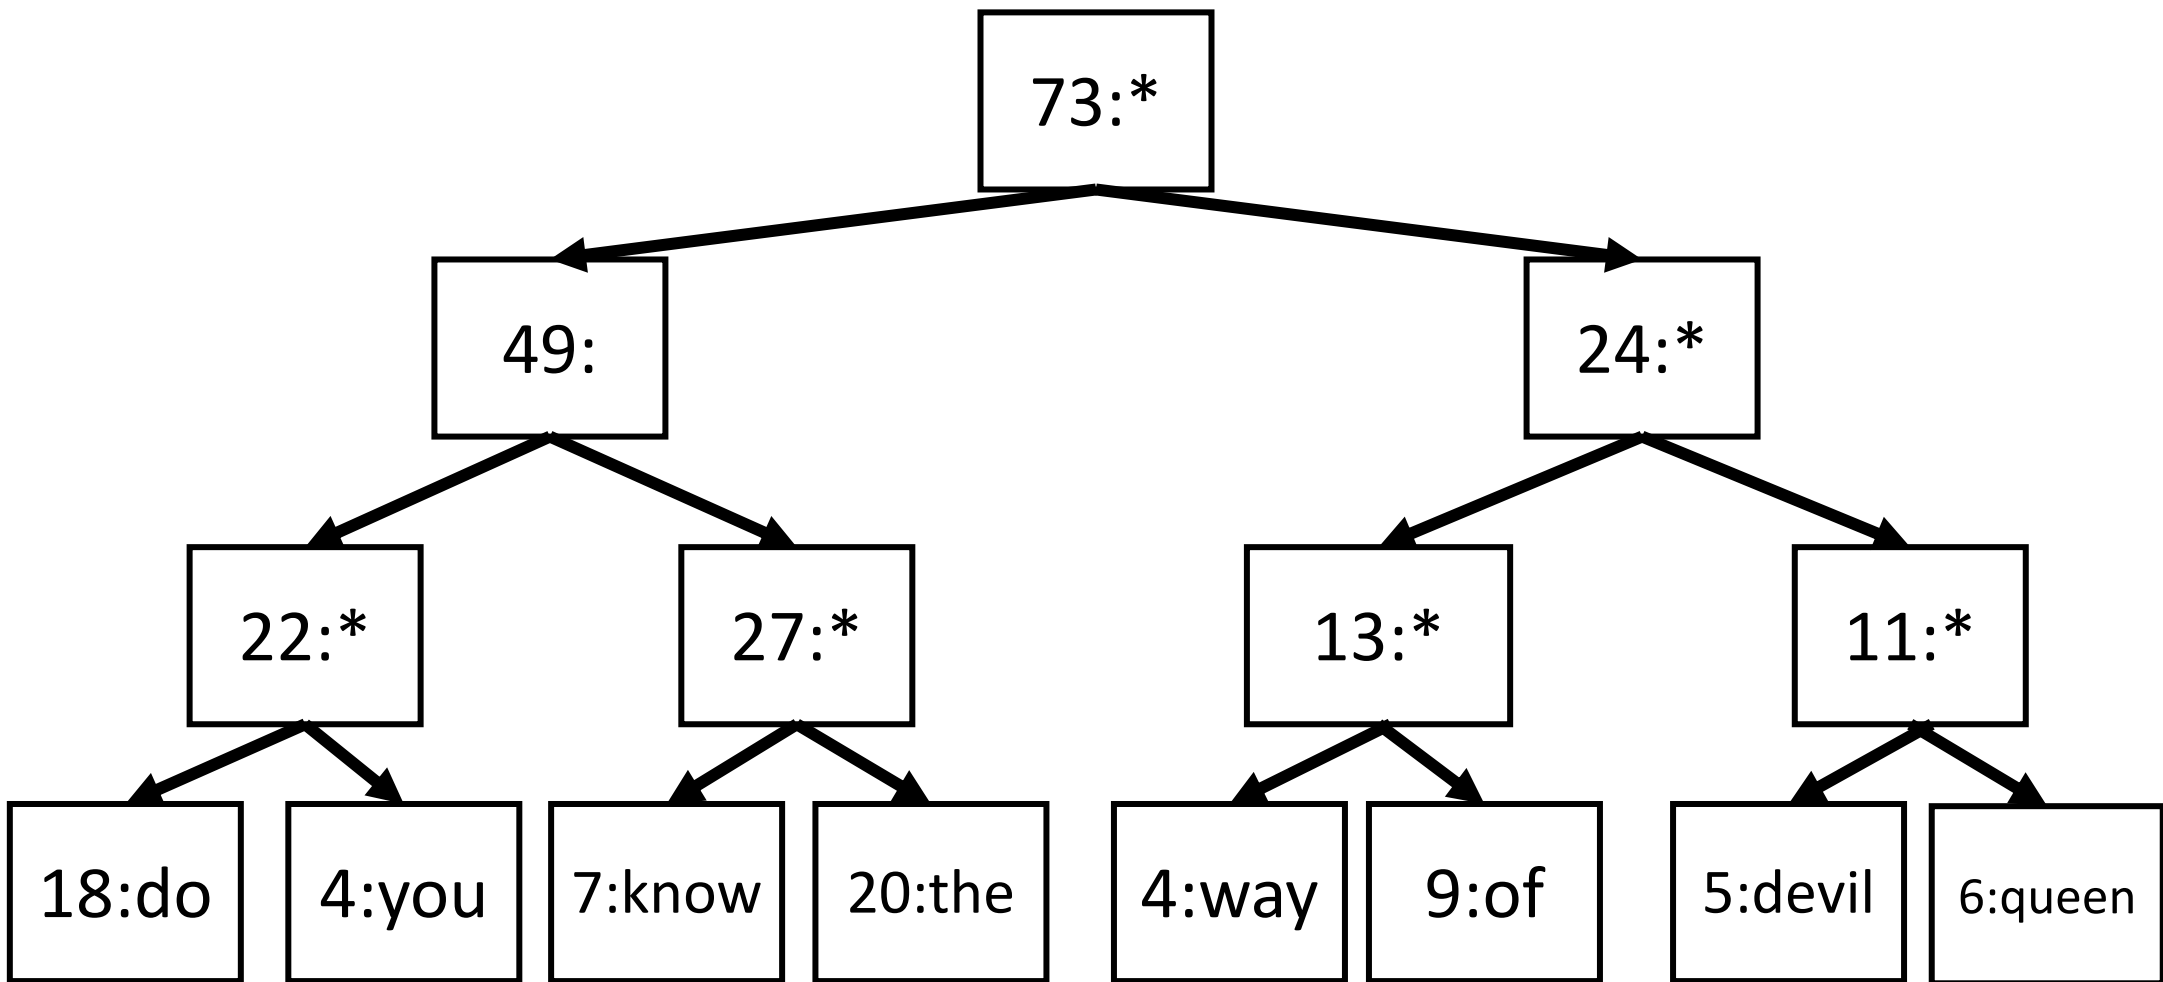 73:*
49:
24:*
22:*
27:*
13:*
11:*
18:do
4:you
7:know
20:the
4:way
9:of
5:devil
6:queen